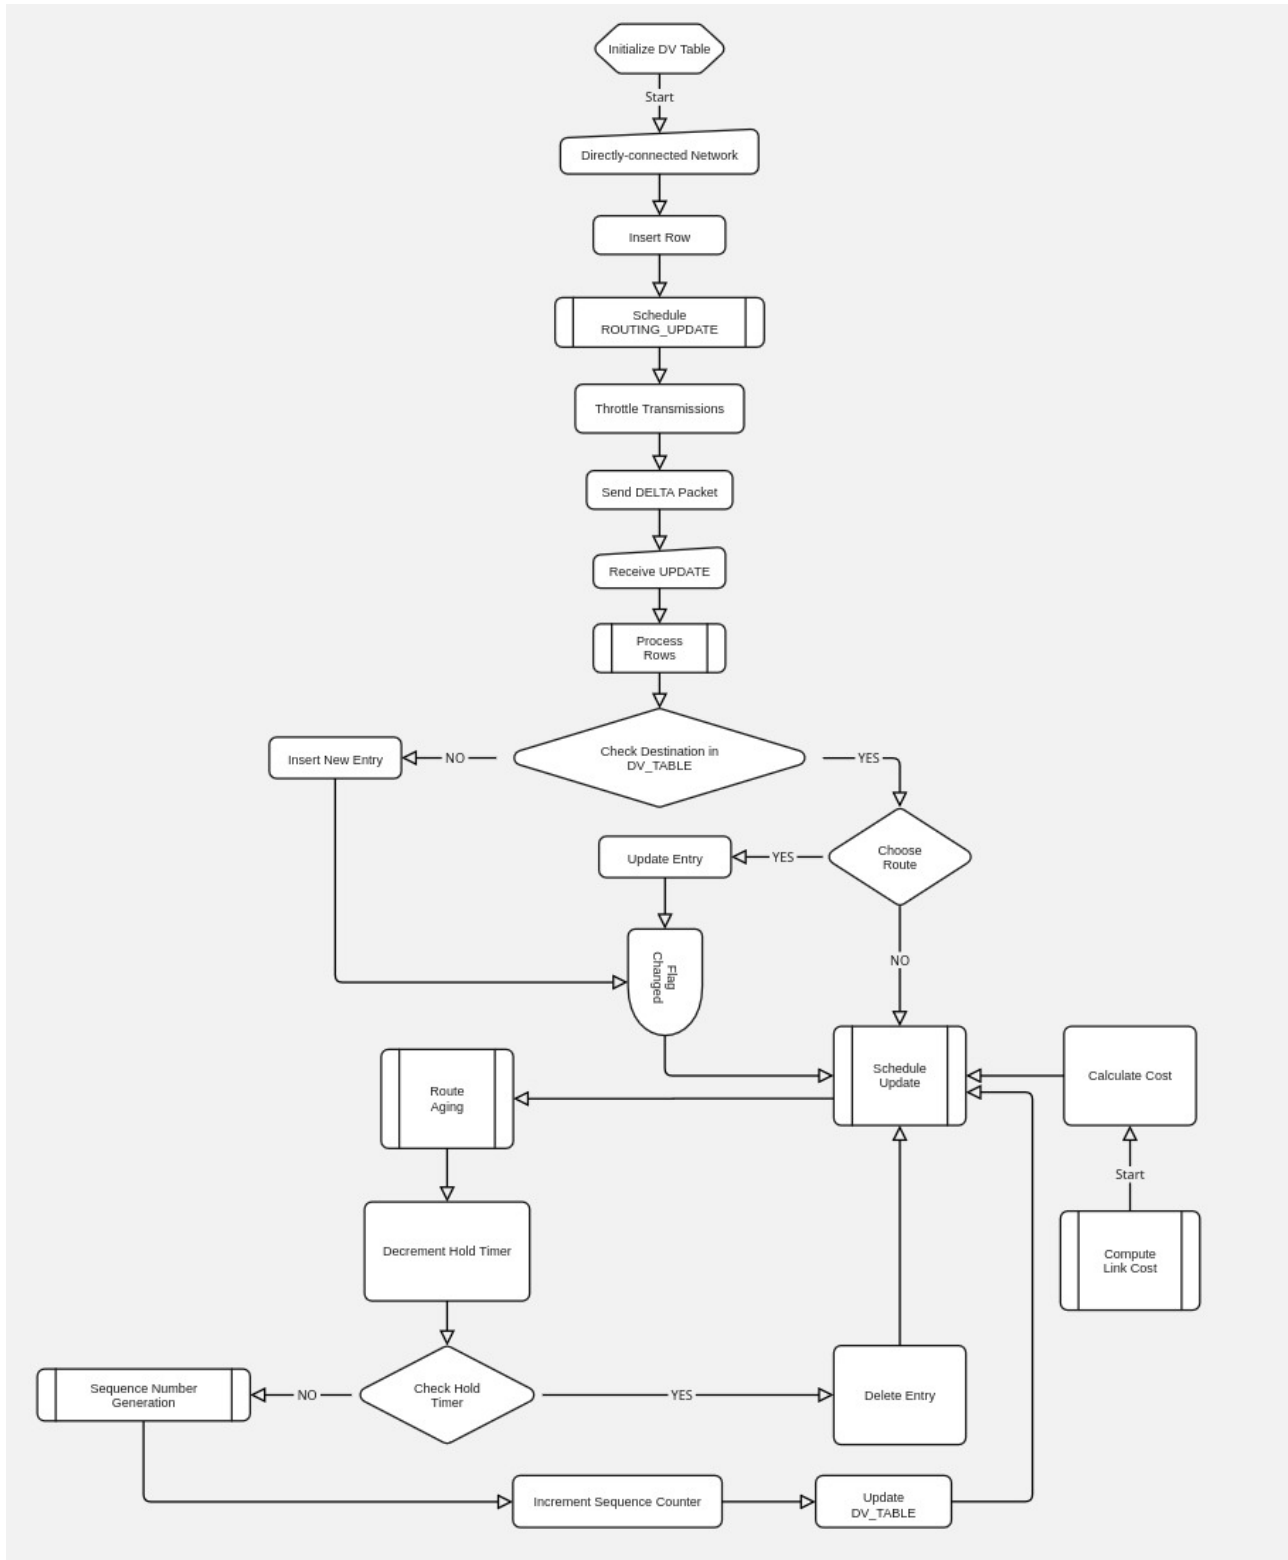 Initialize DV Table
Start
Directly-connected Network
Insert Row
Schedule
ROUTING_UPDATE
Throttle Transmissions
Send DELTA Packet
Receive UPDATE
Process
Rows
Check Destination in
DV_TABLE
NO
Insert New Entry
YES
Choose
Route
YES
Update Entry
Flag
Changed
NO
Schedule
Update
Calculate Cost
Route
Aging
Start
Compute
Link Cost
Decrement Hold Timer
Check Hold
Timer
NO
Sequence Number
Generation
YES
Delete Entry
Increment Sequence Counter
Update
DV_TABLE